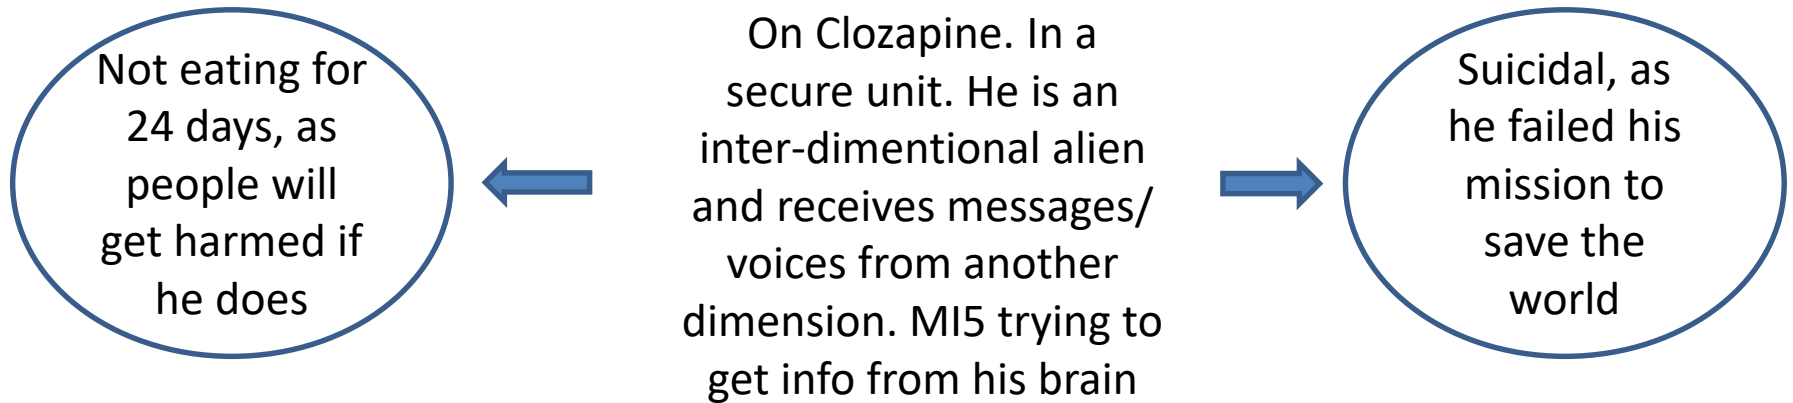 Not eating for
24 days, as
people will
get harmed if
he does
On Clozapine. In a
secure unit. He is an
inter-dimentional alien
and receives messages/
voices from another
dimension. MI5 trying to
get info from his brain
Suicidal, as
he failed his
mission to
save the
world